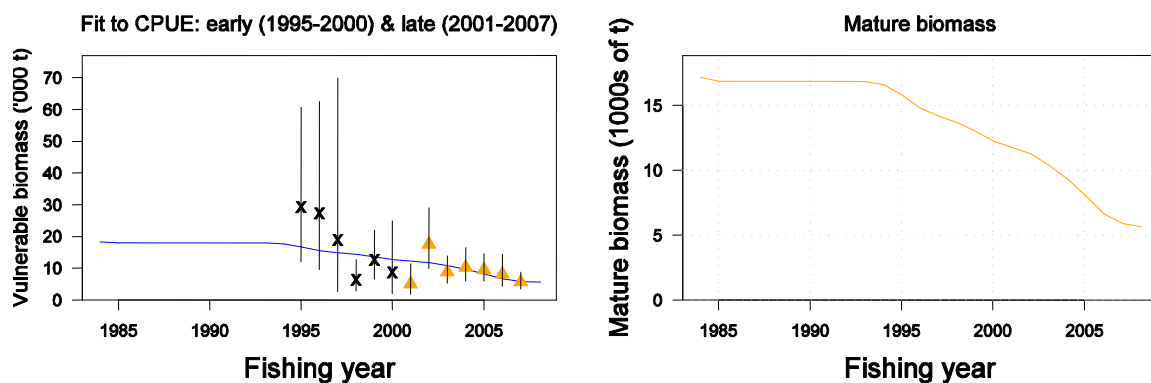 Fit to CPUE: early (1995-2000) & late (2001-2007)
Vulnerable biomass ('000 t)
70
60
50
40
30
20
10
0
1985 1990 1995 2000 2005
Fishing year
Mature biomass
Mature biomass (1000s of t)
15
10
5
0
1985 1990 1995 2000 2005
Fishing year